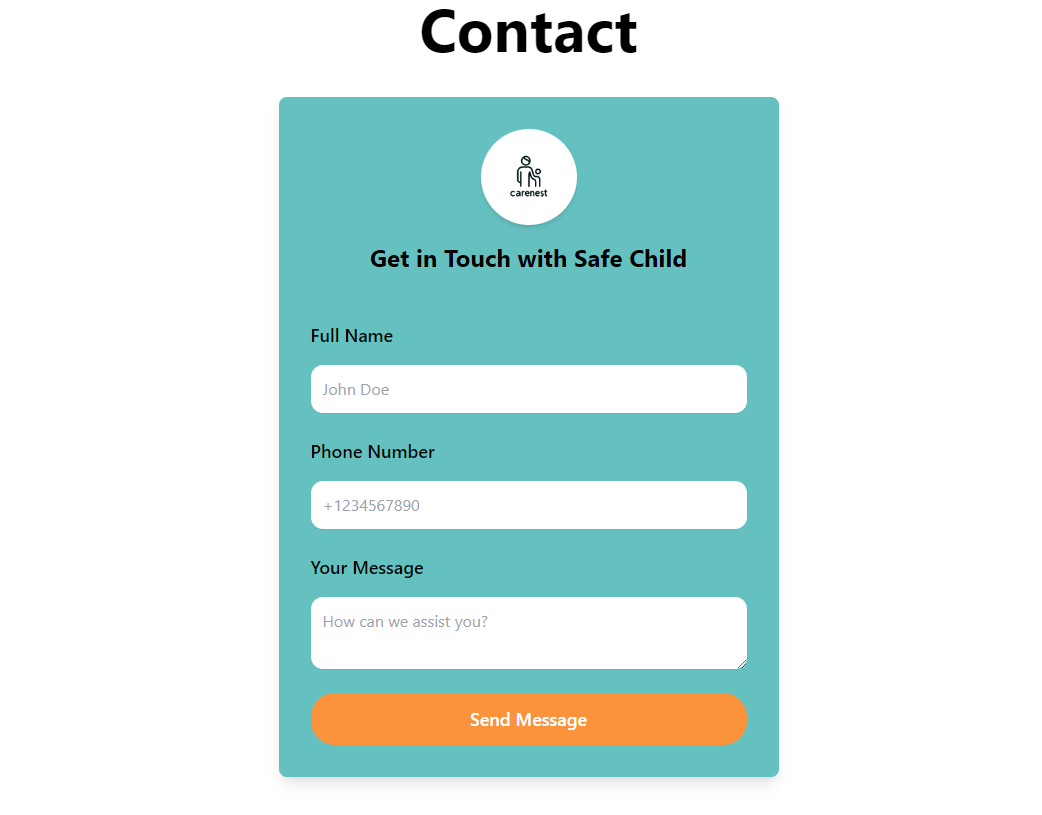 Contact
carenest
Get in Touch with Safe Child
Full Name
John Doe
Phone Number
+1234567890
Your Message
How can we assist you?
Send Message